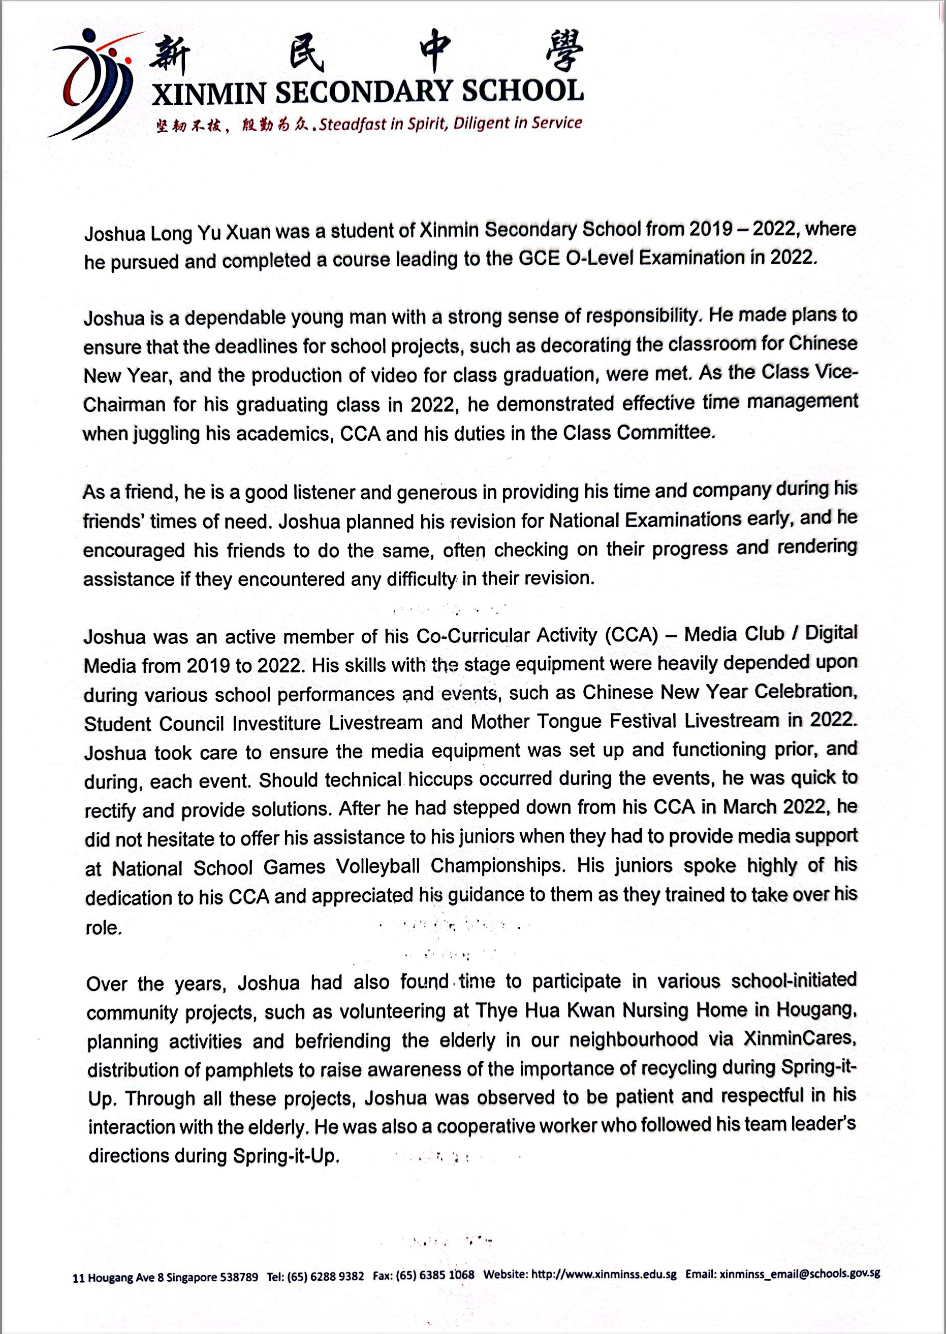 新民中學
XINMIN SECONDARY SCHOOL
坚韧不拔，殷勤为众.Steadfast in Spirit, Diligent in Service
Joshua Long Yu Xuan was a student of Xinmin Secondary School from 2019 – 2022, where
he pursued and completed a course leading to the GCE O-Level Examination in 2022.
Joshua is a dependable young man with a strong sense of responsibility. He made plans to
ensure that the deadlines for school projects, such as decorating the classroom for Chinese
New Year, and the production of video for class graduation, were met. As the Class Vice-
Chairman for his graduating class in 2022, he demonstrated effective time management
when juggling his academics, CCA and his duties in the Class Committee.
As a friend, he is a good listener and generous in providing his time and company during his
friends’ times of need. Joshua planned his revision for National Examinations early, and he
encouraged his friends to do the same, often checking on their progress and rendering
assistance if they encountered any difficulty in their revision.
Joshua was an active member of his Co-Curricular Activity (CCA) – Media Club / Digital
Media from 2019 to 2022. His skills with the stage equipment were heavily depended upon
during various school performances and events, such as Chinese New Year Celebration,
Student Council Investiture Livestream and Mother Tongue Festival Livestream in 2022.
Joshua took care to ensure the media equipment was set up and functioning prior, and
during, each event. Should technical hiccups occurred during the events, he was quick to
rectify and provide solutions. After he had stepped down from his CCA in March 2022, he
did not hesitate to offer his assistance to his juniors when they had to provide media support
at National School Games Volleyball Championships. His juniors spoke highly of his
dedication to his CCA and appreciated his guidance to them as they trained to take over his
role.
Over the years, Joshua had also found time to participate in various school-initiated
community projects, such as volunteering at Thye Hua Kwan Nursing Home in Hougang,
planning activities and befriending the elderly in our neighbourhood via XinminCares,
distribution of pamphlets to raise awareness of the importance of recycling during Spring-it-
Up. Through all these projects, Joshua was observed to be patient and respectful in his
interaction with the elderly. He was also a cooperative worker who followed his team leader’s
directions during Spring-it-Up.
11 Hougang Ave 8 Singapore 538789 Tel: (65) 6288 9382 Fax: (65) 6385 1068 Website: http://www.xinminss.edu.sg Email: xinminss_email@schools.gov.sg